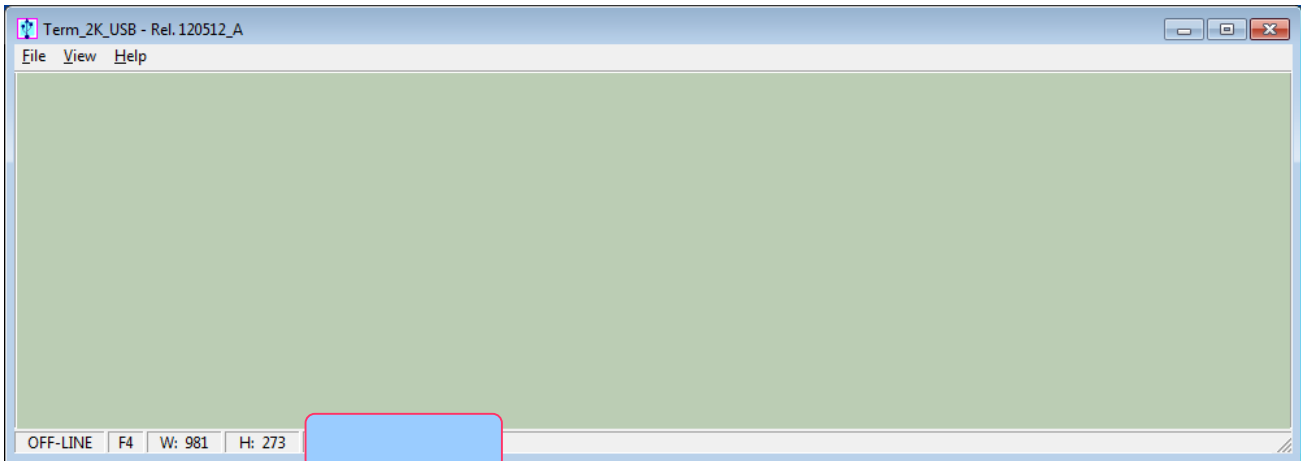 Term_2K_USB - Rel. 120512_A
File View Help
OFF-LINE F4 W: 981 H: 273